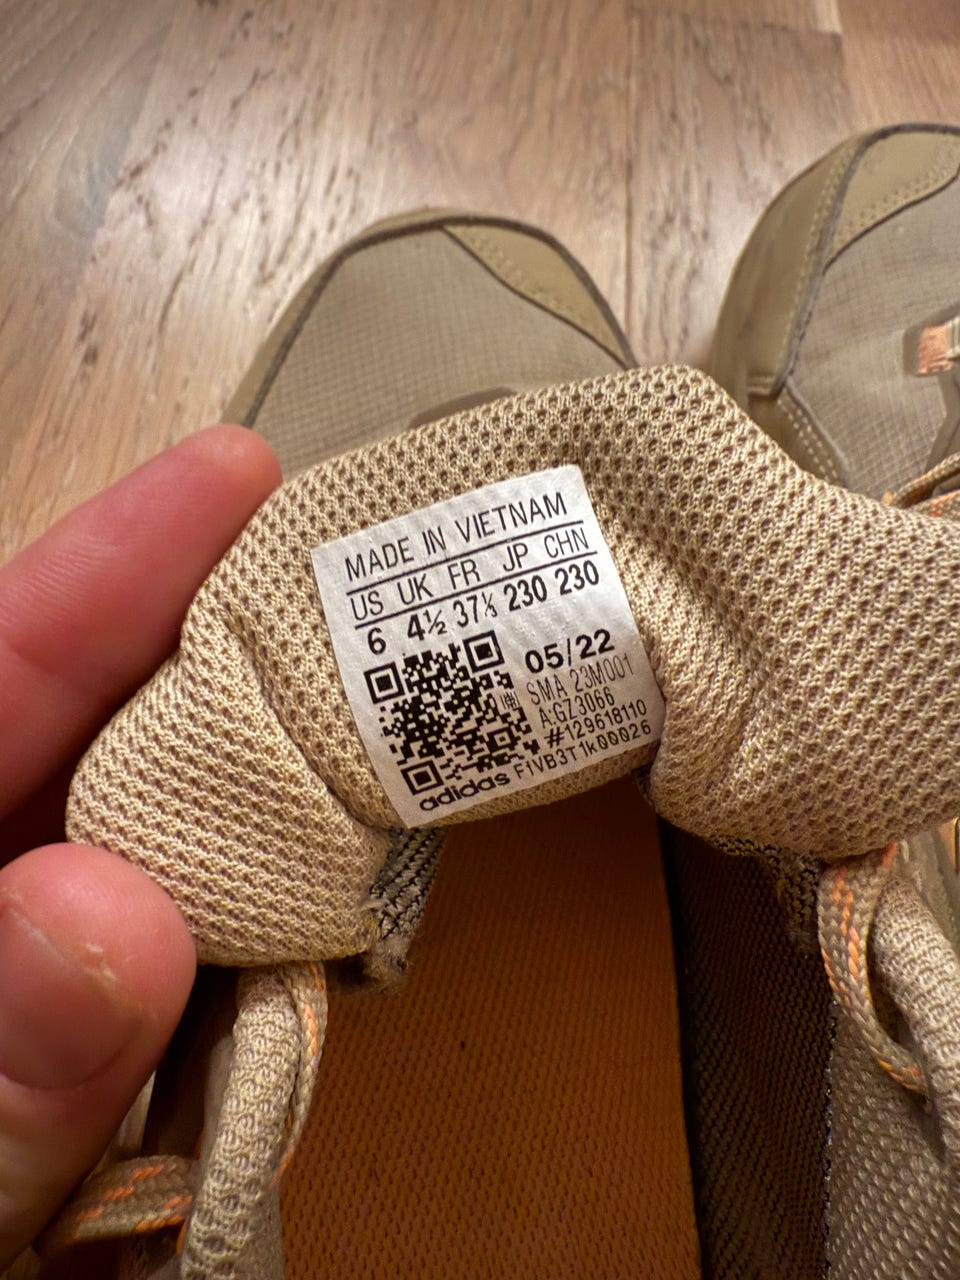 MADE IN VIETNAM
US UK FR JP CHN
6 4½ 37⅓ 230 230
05/22
SMA 23M001
A:GZ3066
#129618110
adidas F1VB3T1k00026